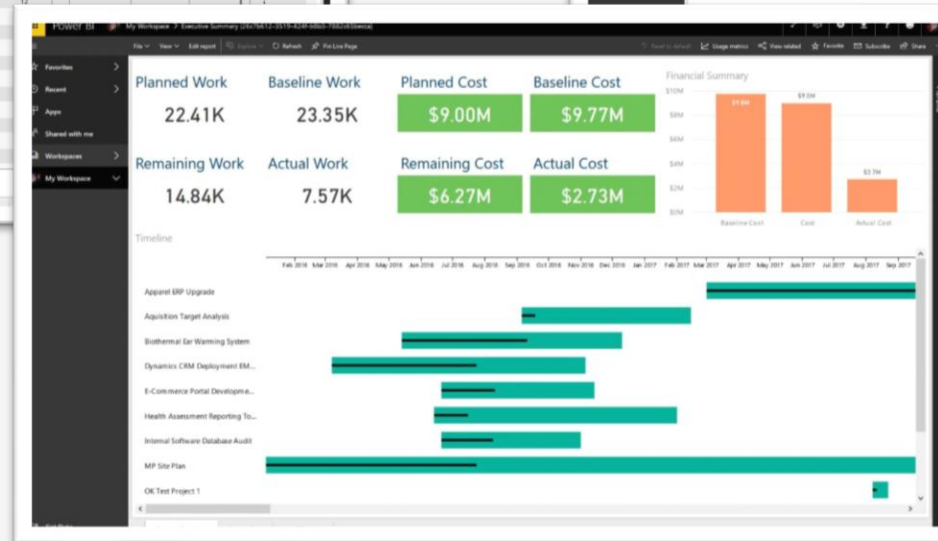 Power BI
My Workspace > Executive Summary
File View Edit report Explore Refresh Pin Live Page Reset to default Usage metrics View related Favorite Subscribe Share
Favorites
Recent
Apps
Shared with me
Workspaces
My Workspace
Planned Work Baseline Work Planned Cost Baseline Cost
22.41K 23.35K $9.00M $9.77M
Remaining Work Actual Work Remaining Cost Actual Cost
14.84K 7.57K $6.27M $2.73M
Financial Summary
$10M
$8M
$6M
$4M
$2M
$0M
$9.8M
$9.0M
$2.7M
Baseline Cost Cost Actual Cost
Timeline
Feb 2016 Mar 2016 Apr 2016 May 2016 Jun 2016 Jul 2016 Aug 2016 Sep 2016 Oct 2016 Nov 2016 Dec 2016 Jan 2017 Feb 2017 Mar 2017 Apr 2017 May 2017 Jun 2017 Jul 2017 Aug 2017 Sep 2017
Apparel ERP Upgrade
Aquisition Target Analysis
Biothermal Ear Warming System
Dynamics CRM Deployment EM...
E-Commerce Portal Developme...
Health Assessment Reporting To...
Internal Software Database Audit
MP Site Plan
OK Test Project 1